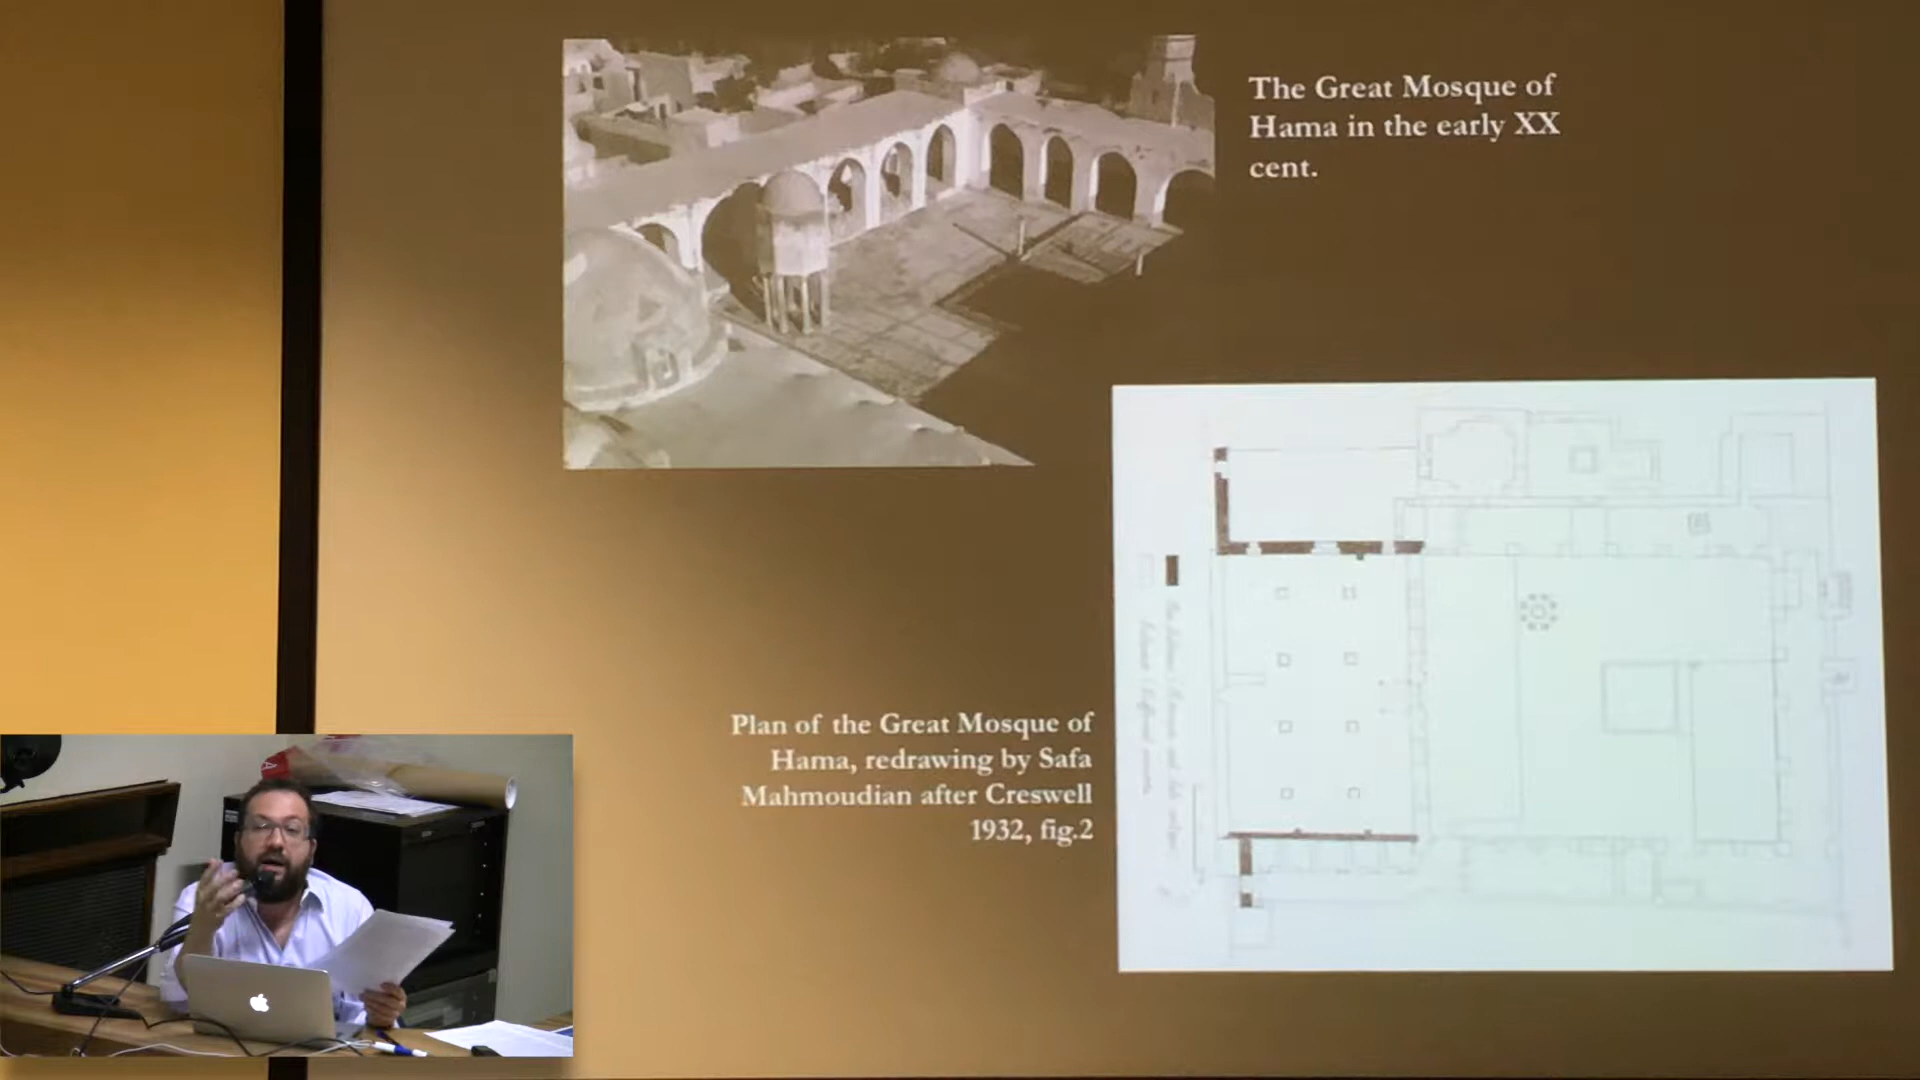 The Great Mosque of
Hama in the early XX
cent.
Plan of the Great Mosque of
Hama, redrawing by Safa
Mahmoudian after Creswell
1932, fig.2